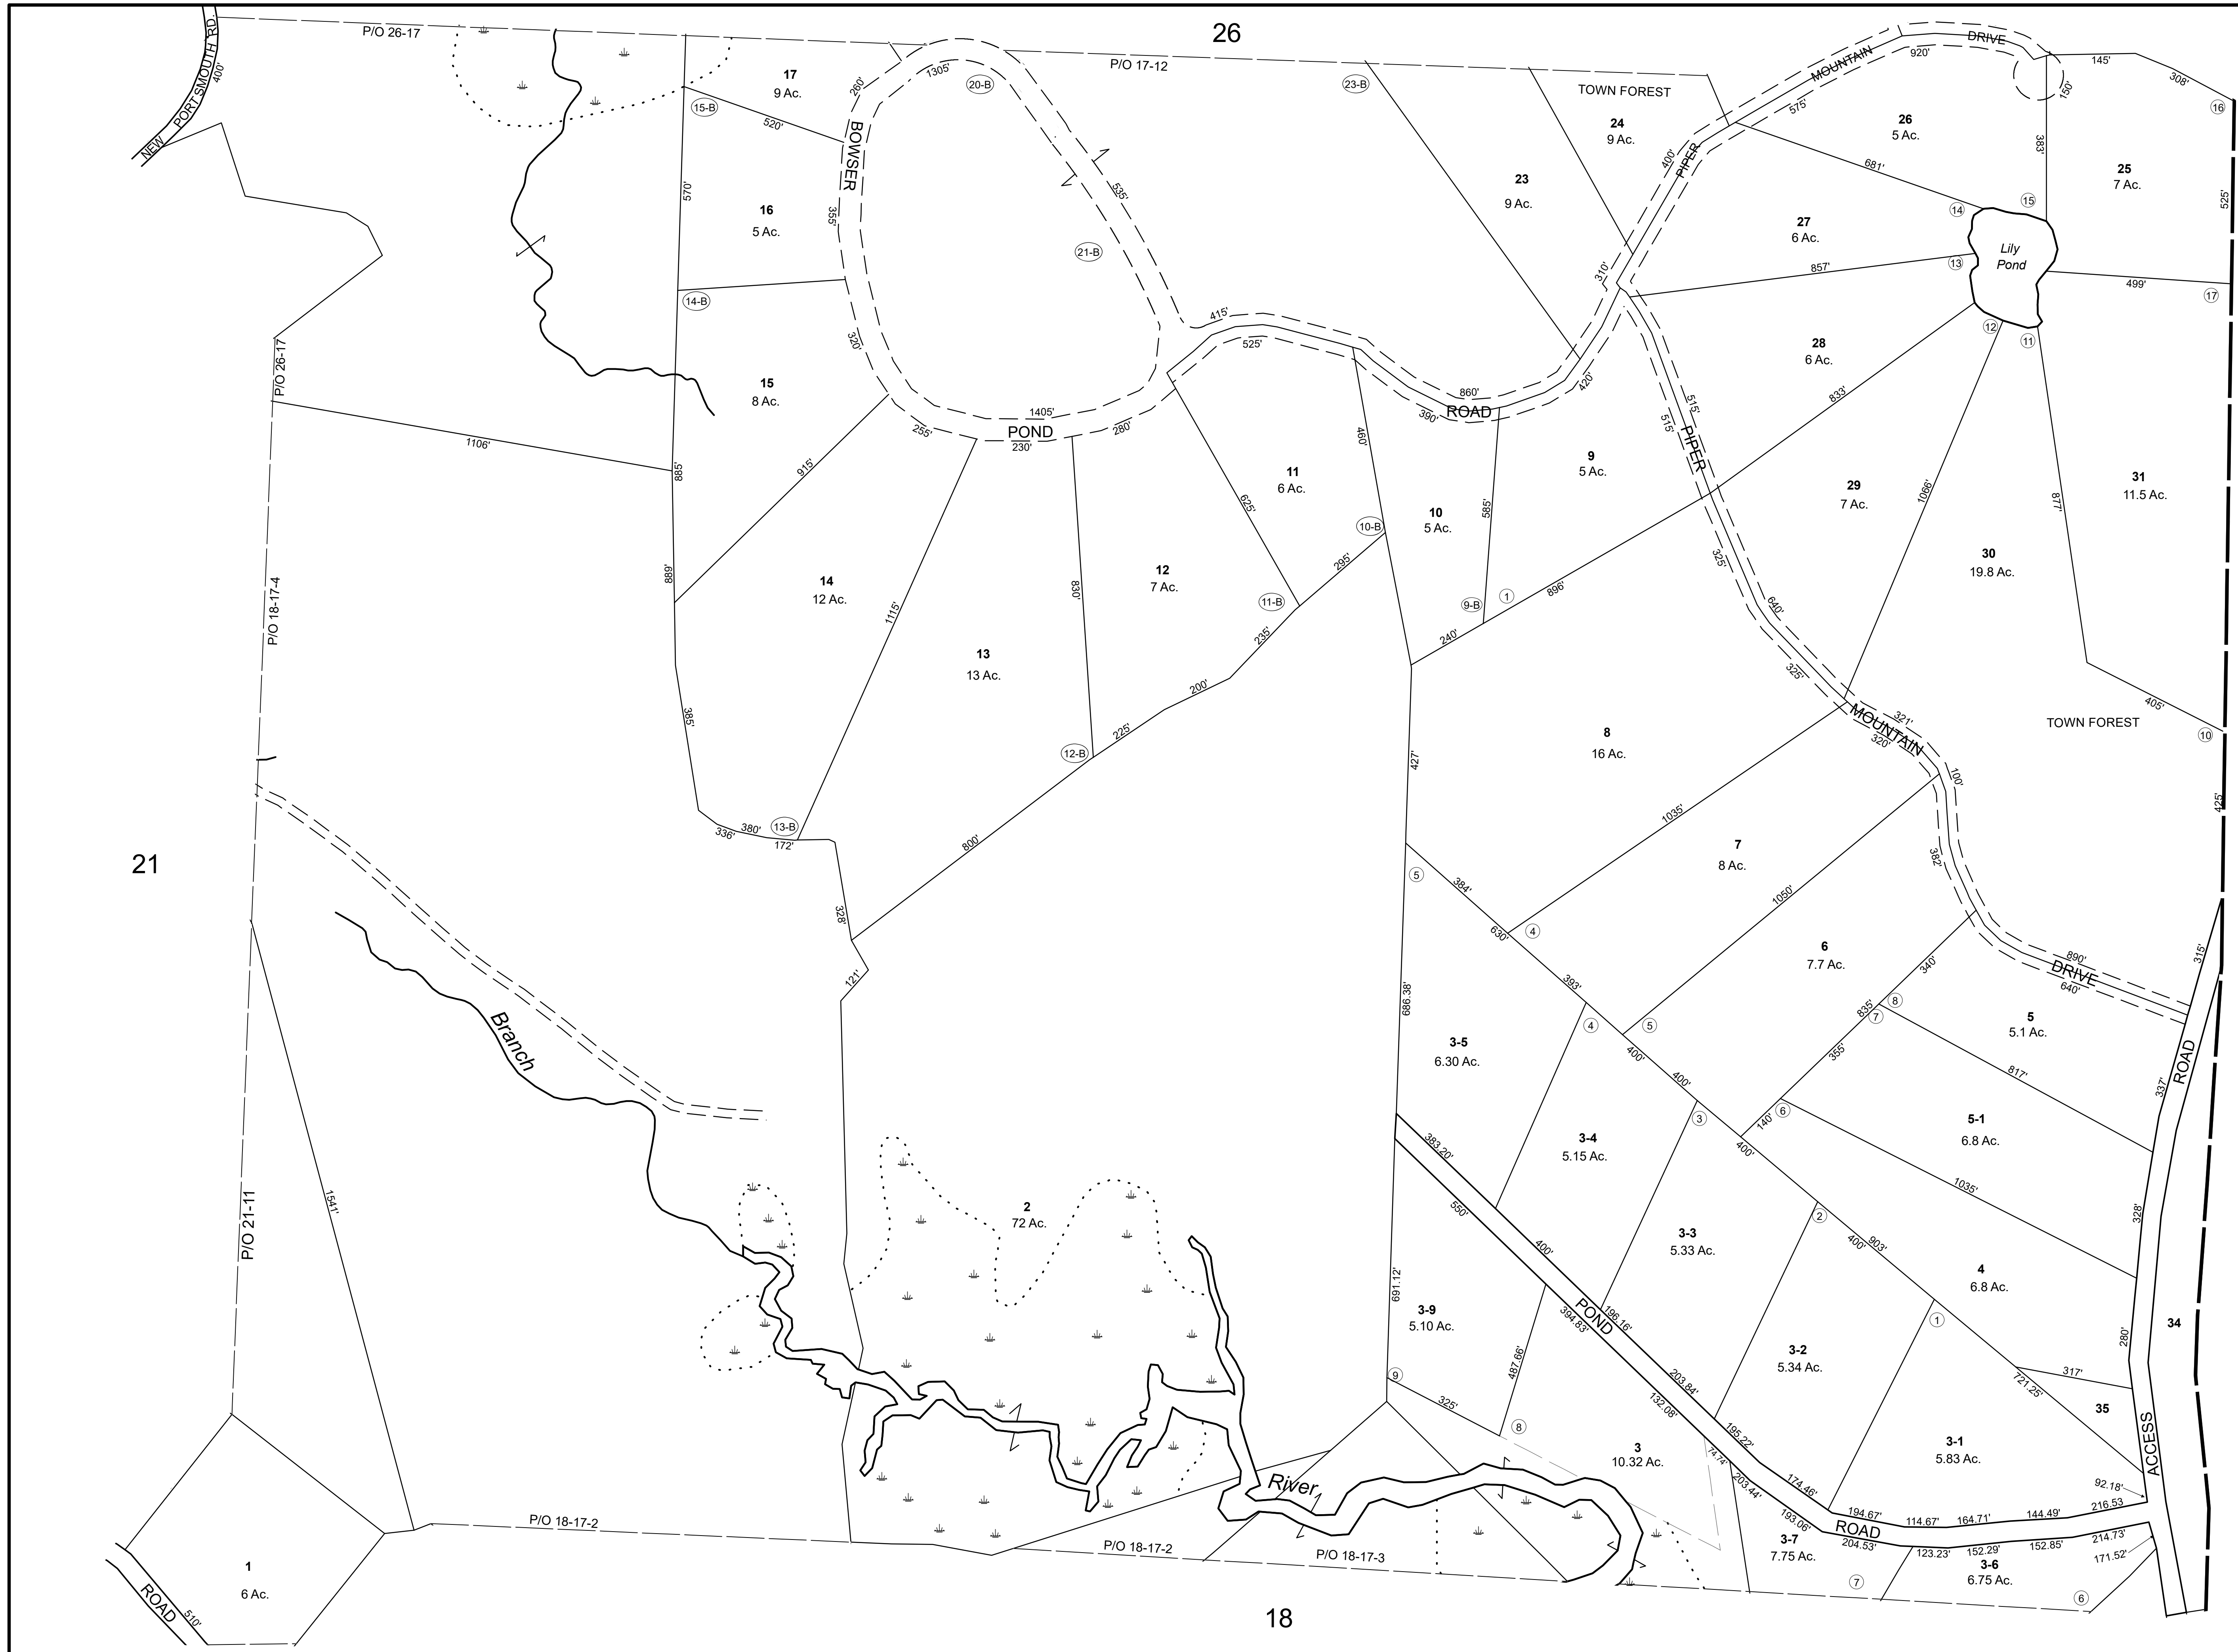 26
21
18
NEW PORTSMOUTH RD.
400'
P/O 26-17
P/O 17-12
P/O 26-17
P/O 18-17-4
P/O 21-11
P/O 18-17-2
P/O 18-17-2
P/O 18-17-3
17
9 Ac.
260'
1305'
20-B
15-B
520'
BOWSER
570'
16
5 Ac.
355'
14-B
320'
15
8 Ac.
885'
915'
255'
1405'
POND
230'
280'
21-B
535'
415'
525'
23-B
860'
ROAD
390'
420'
310'
1106'
889'
14
12 Ac.
1115'
385'
336'
380'
13-B
172'
328'
121'
13
13 Ac.
830'
12
7 Ac.
12-B
225'
200'
235'
11-B
295'
10-B
625'
11
6 Ac.
460'
10
5 Ac.
585'
9-B
1
896'
240'
9
5 Ac.
800'
TOWN FOREST
24
9 Ac.
23
9 Ac.
PIPER
400'
MOUNTAIN
575'
DRIVE
920'
150'
145'
308'
16
26
5 Ac.
681'
383'
25
7 Ac.
525'
15
14
13
27
6 Ac.
857'
Lily
Pond
499'
17
12
11
28
6 Ac.
833'
515'
515'
PIPER
29
7 Ac.
1066'
877'
31
11.5 Ac.
30
19.8 Ac.
325'
640'
325'
405'
TOWN FOREST
10
425'
MOUNTAIN
321'
320'
100'
382'
8
16 Ac.
427'
1035'
7
8 Ac.
1050'
5
384'
630'
4
393'
6
7.7 Ac.
340'
835'
8
7
355'
6
140'
890'
DRIVE
640'
315'
5
5.1 Ac.
817'
337'
ROAD
5-1
6.8 Ac.
1035'
328'
686.38'
3-5
6.30 Ac.
4
5
400'
400'
3
400'
3-4
5.15 Ac.
383.20'
550'
400'
3-3
5.33 Ac.
2
400'
903'
4
6.8 Ac.
1
280'
34
317'
721.25'
35
ACCESS
691.12'
3-9
5.10 Ac.
487.66'
9
325'
8
POND
196.16'
394.83'
203.84'
132.08'
3-2
5.34 Ac.
195.22'
74.74'
203.44'
174.46'
193.06'
3
10.32 Ac.
3-1
5.83 Ac.
92.18'
216.53
194.67'
114.67'
164.71'
144.49'
ROAD
204.53'
123.23'
152.29'
152.85'
214.73'
171.52'
3-7
7.75 Ac.
3-6
6.75 Ac.
7
6
Branch
River
2
72 Ac.
1541'
1
6 Ac.
ROAD
510'